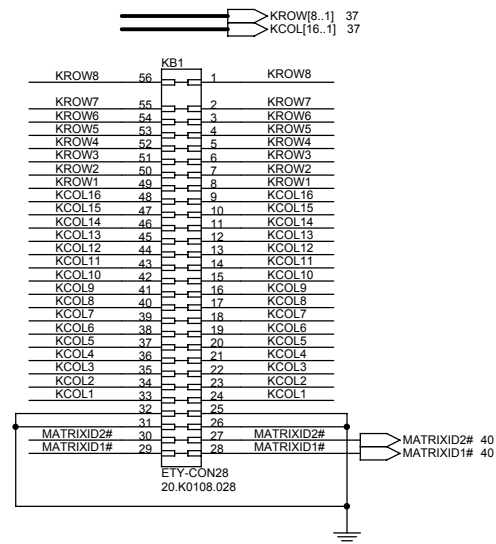 KROW[8..1] 37
KCOL[16..1] 37
KB1
KROW8 56 1 KROW8
KROW7 55 2 KROW7
KROW6 54 3 KROW6
KROW5 53 4 KROW5
KROW4 52 5 KROW4
KROW3 51 6 KROW3
KROW2 50 7 KROW2
KROW1 49 8 KROW1
KCOL16 48 9 KCOL16
KCOL15 47 10 KCOL15
KCOL14 46 11 KCOL14
KCOL13 45 12 KCOL13
KCOL12 44 13 KCOL12
KCOL11 43 14 KCOL11
KCOL10 42 15 KCOL10
KCOL9 41 16 KCOL9
KCOL8 40 17 KCOL8
KCOL7 39 18 KCOL7
KCOL6 38 19 KCOL6
KCOL5 37 20 KCOL5
KCOL4 36 21 KCOL4
KCOL3 35 22 KCOL3
KCOL2 34 23 KCOL2
KCOL1 33 24 KCOL1
32 25
31 26
MATRIXID2# 30 27 MATRIXID2# MATRIXID2# 40
MATRIXID1# 29 28 MATRIXID1# MATRIXID1# 40
ETY-CON28
20.K0108.028